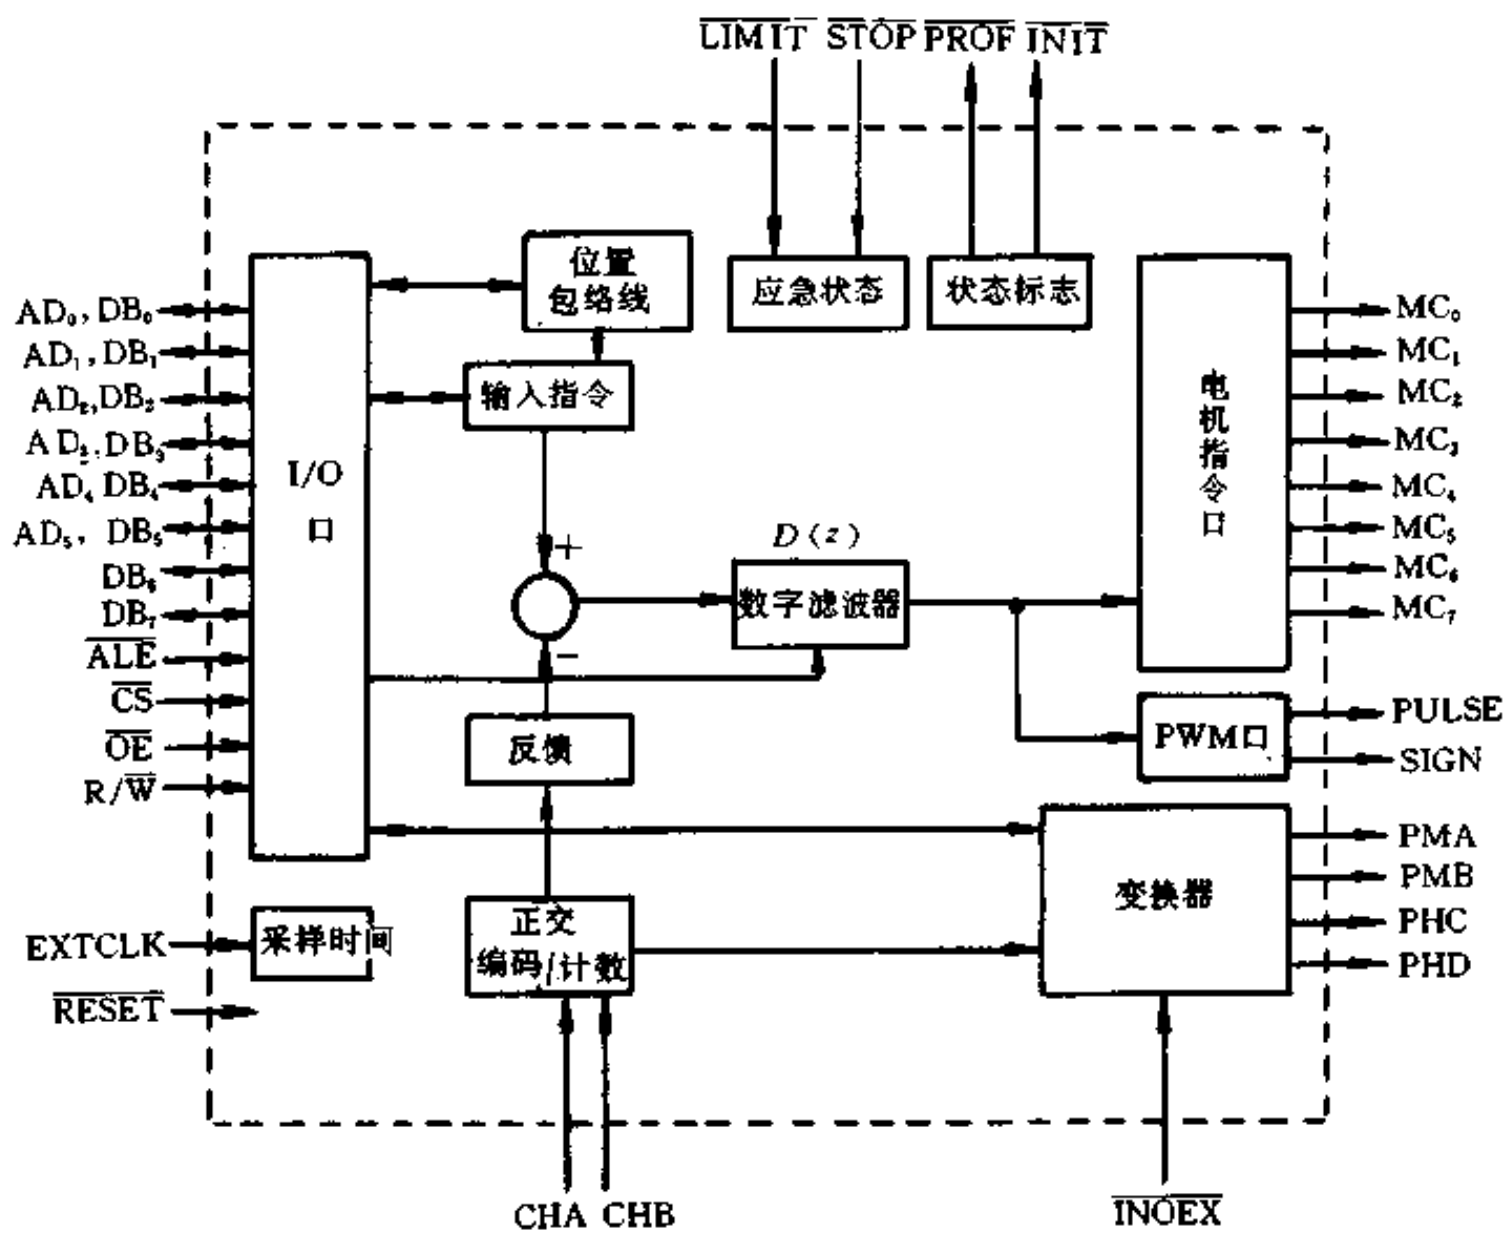 LIMIT STOP PROF INIT
位置
包络线
应急状态
状态标志
输入指令
I/O
口
AD₀, DB₀
AD₁, DB₁
AD₂, DB₂
AD₃, DB₃
AD₄ DB₄
AD₅, DB₅
DB₆
DB₇
ALE
CS
OE
R/W
EXTCLK
RESET
采样时间
+
−
D(z)
数字滤波器
反馈
正交
编码/计数
CHA CHB
电机指令口
PWM口
变换器
INOEX
MC₀
MC₁
MC₂
MC₃
MC₄
MC₅
MC₆
MC₇
PULSE
SIGN
PMA
PMB
PHC
PHD